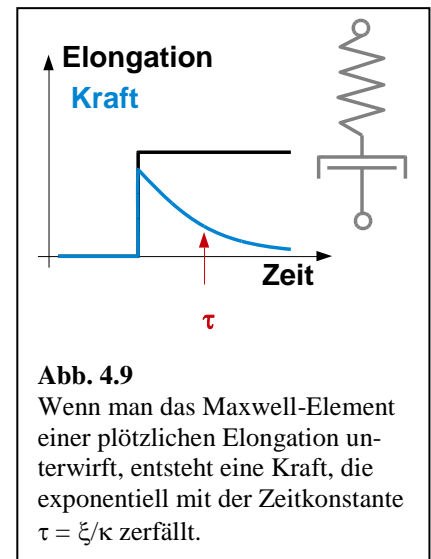 Elongation
Kraft
Zeit
τ
Abb. 4.9
Wenn man das Maxwell-Element
einer plötzlichen Elongation un-
terwirft, entsteht eine Kraft, die
exponentiell mit der Zeitkonstante
τ = ξ/κ zerfällt.